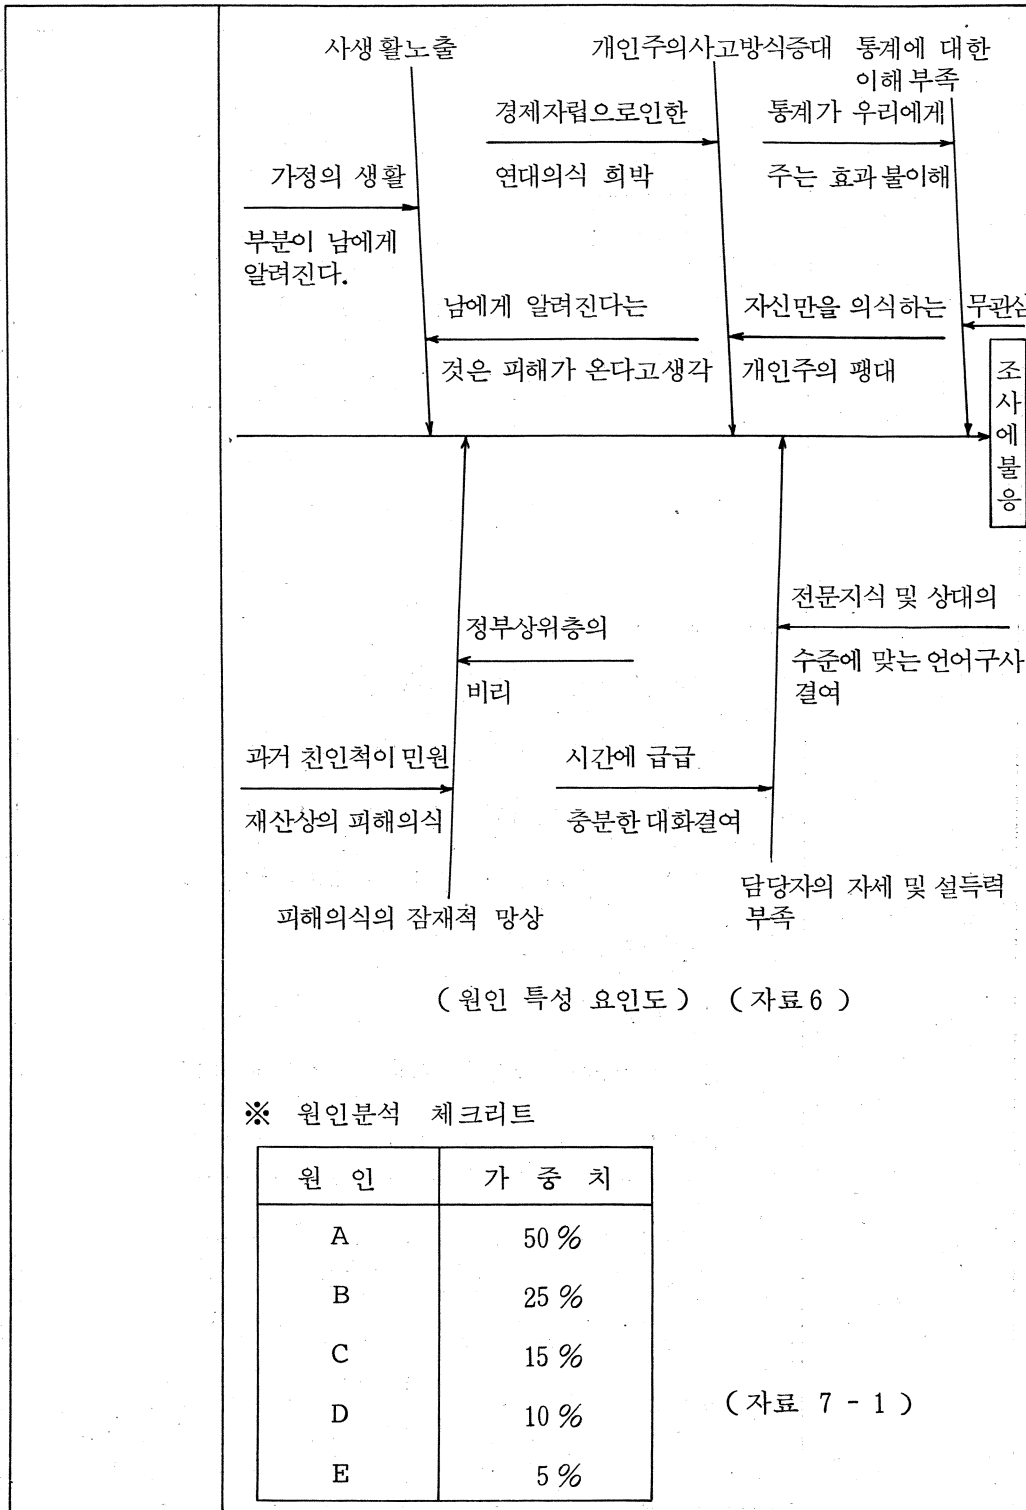 사생활노출
개인주의사고방식증대
통계에 대한
이해 부족
경제자립으로인한
연대의식 희박
통계가 우리에게
주는 효과 불이해
가정의 생활
부분이 남에게
알려진다.
남에게 알려진다는
것은 피해가 온다고생각
자신만을 의식하는
개인주의 팽대
무관심
조사에불응
정부상위층의
비리
전문지식 및 상대의
수준에 맞는 언어구사
결여
과거 친인척이 민원
재산상의 피해의식
시간에 급급
충분한 대화결여
피해의식의 잠재적 망상
담당자의 자세 및 설득력
부족
( 원인 특성 요인도 ) ( 자료 6 )
※ 원인분석 체크리트
원 인 가 중 치
A 50 %
B 25 %
C 15 %
D 10 %
E 5 %
( 자료 7 - 1 )